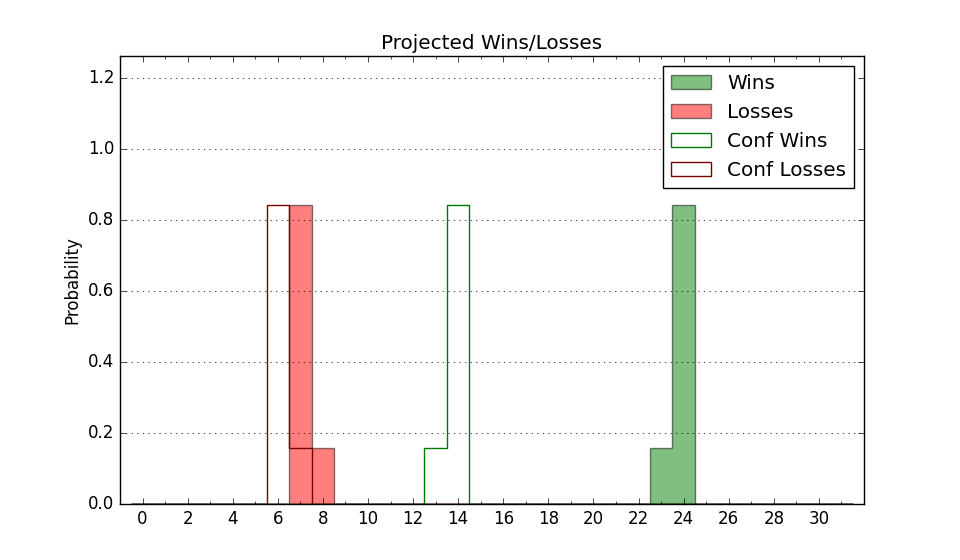 Projected Wins/Losses
1.2
1.0
0.8
0.6
0.4
0.2
0.0
Probability
Wins
Losses
Conf Wins
Conf Losses
0 2 4 6 8 10 12 14 16 18 20 22 24 26 28 30